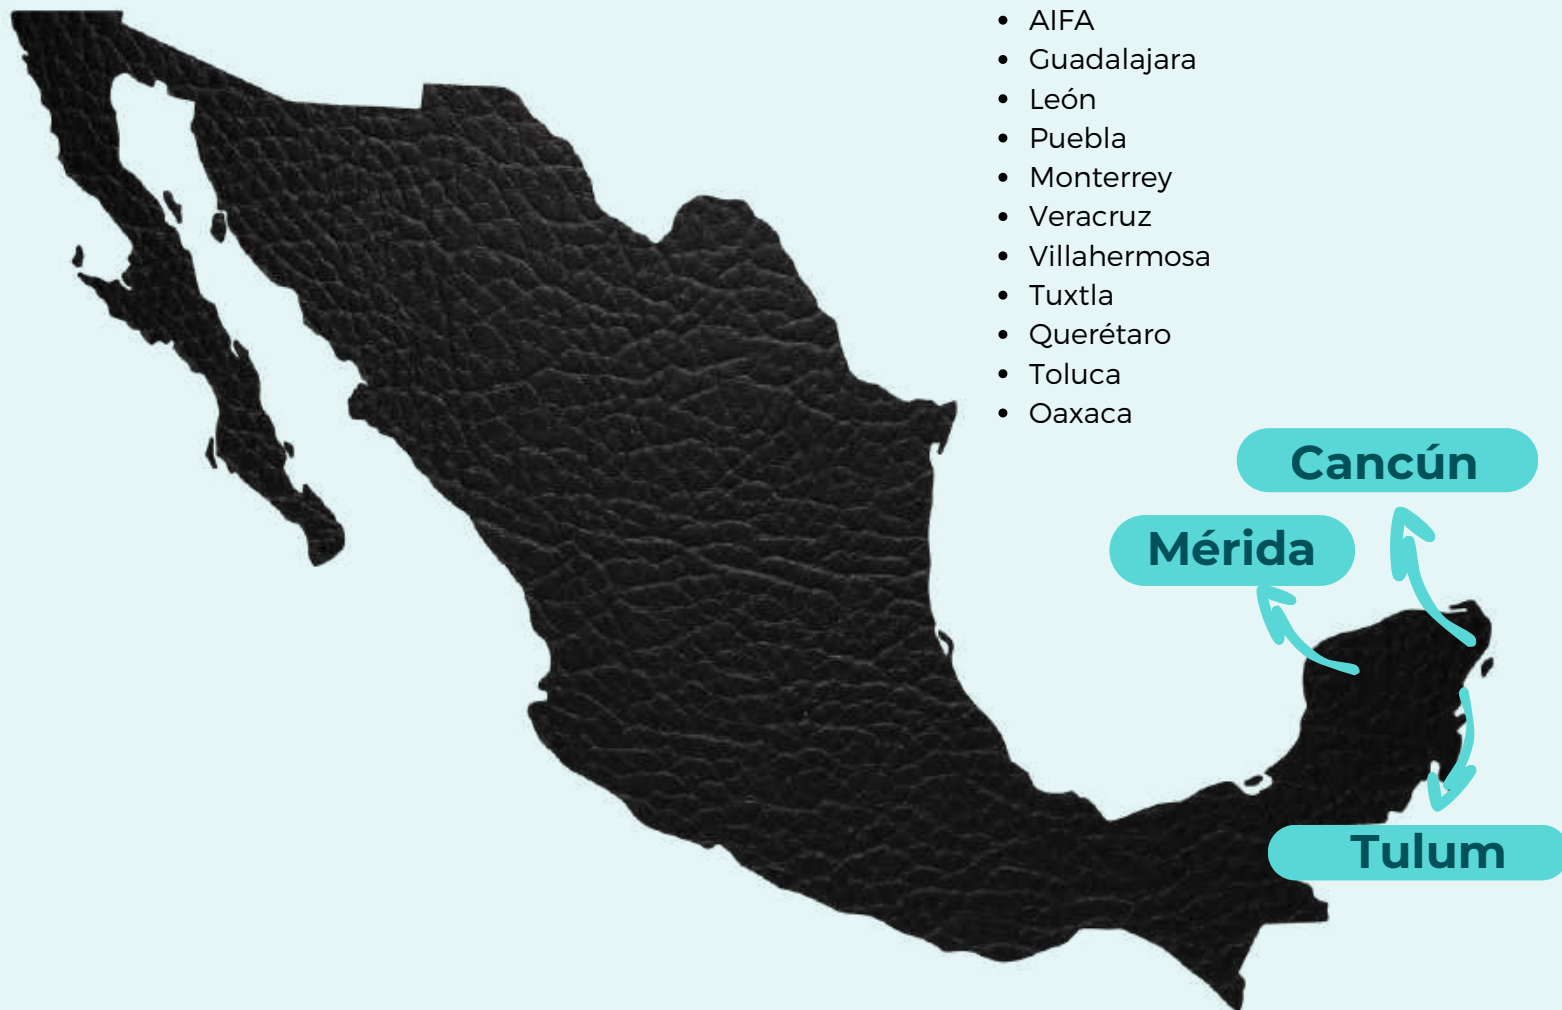 • AIFA
• Guadalajara
• León
• Puebla
• Monterrey
• Veracruz
• Villahermosa
• Tuxtla
• Querétaro
• Toluca
• Oaxaca
Cancún
Mérida
Tulum